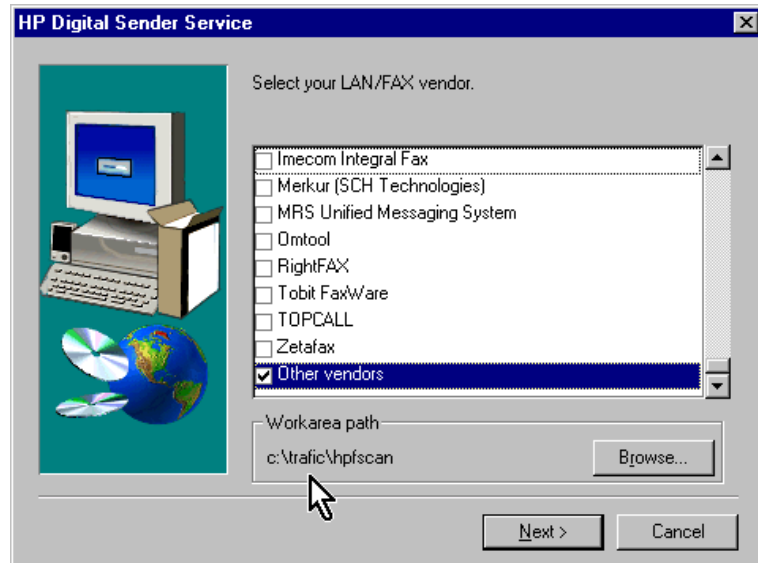 HP Digital Sender Service
Select your LAN/FAX vendor.
Imecom Integral Fax
Merkur (SCH Technologies)
MRS Unified Messaging System
Omtool
RightFAX
Tobit FaxWare
TOPCALL
Zetafax
Other vendors
Workarea path
c:\trafic\hpfscan
Browse...
Next >
Cancel